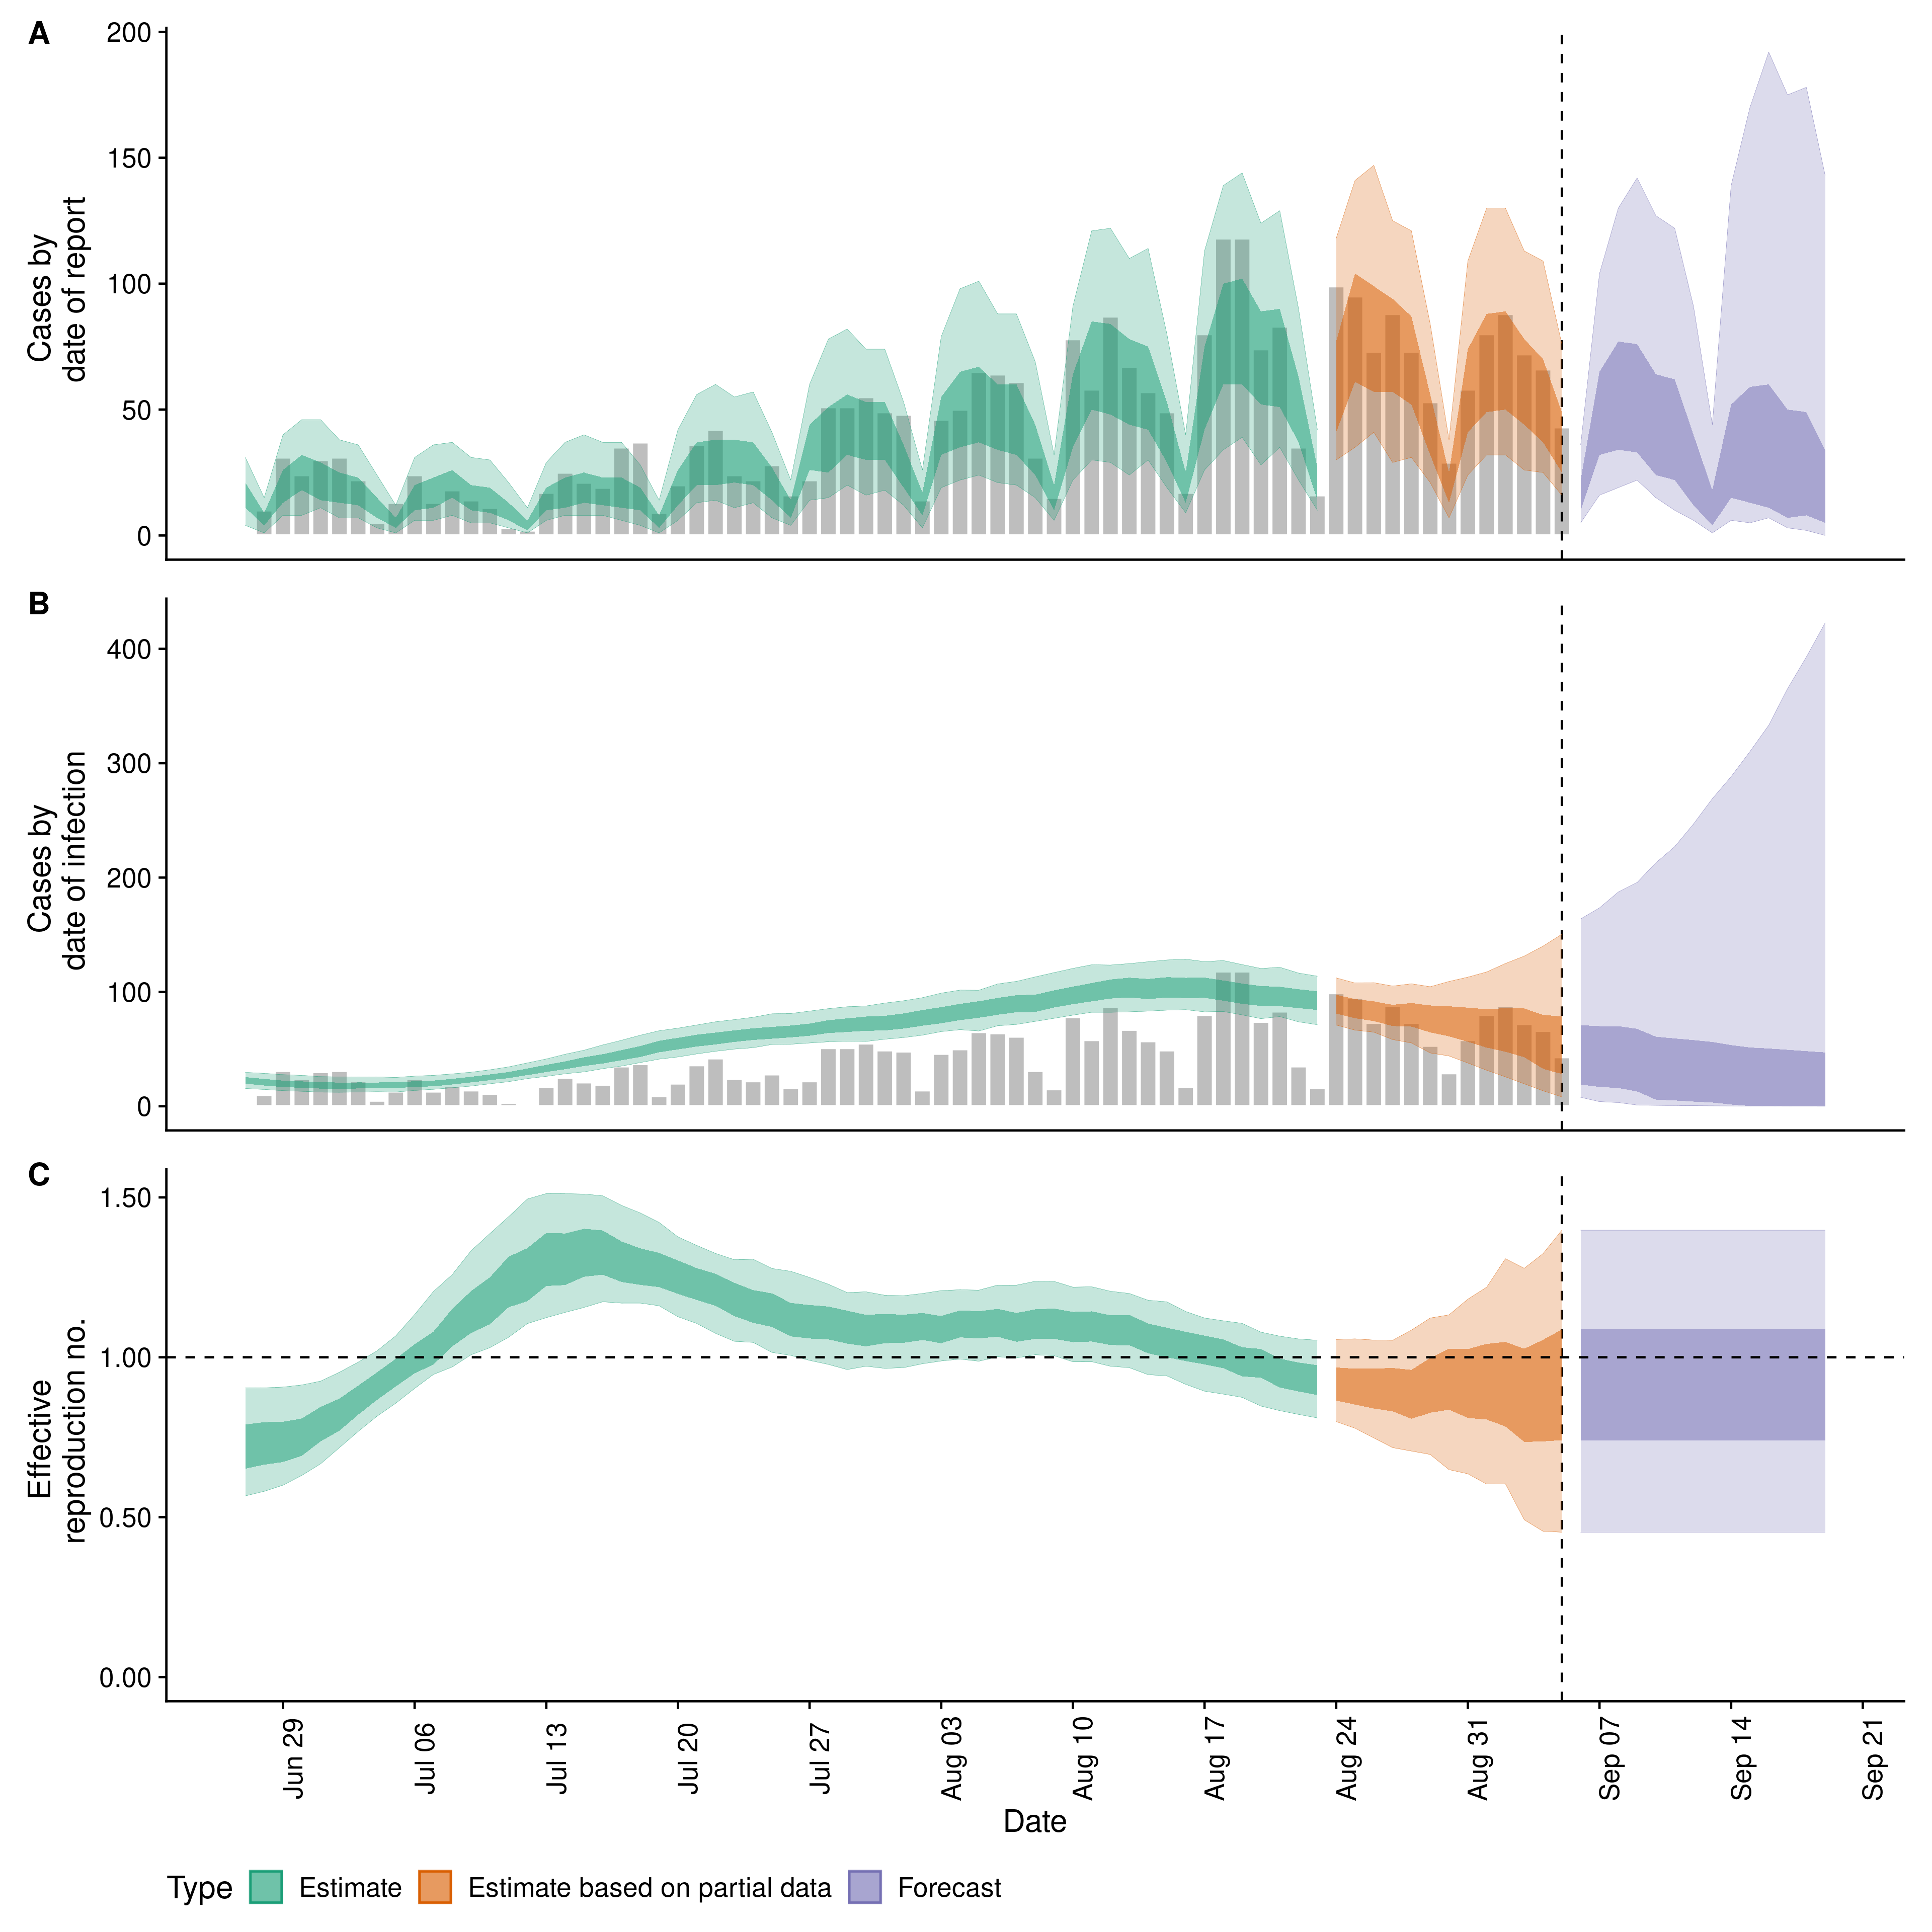 A
200
150
100
50
0
Cases by
date of report
B
400
300
200
100
0
Cases by
date of infection
C
1.50
1.00
0.50
0.00
Effective
reproduction no.
Jun 29
Jul 06
Jul 13
Jul 20
Jul 27
Aug 03
Aug 10
Aug 17
Aug 24
Aug 31
Sep 07
Sep 14
Sep 21
Date
Type Estimate Estimate based on partial data Forecast